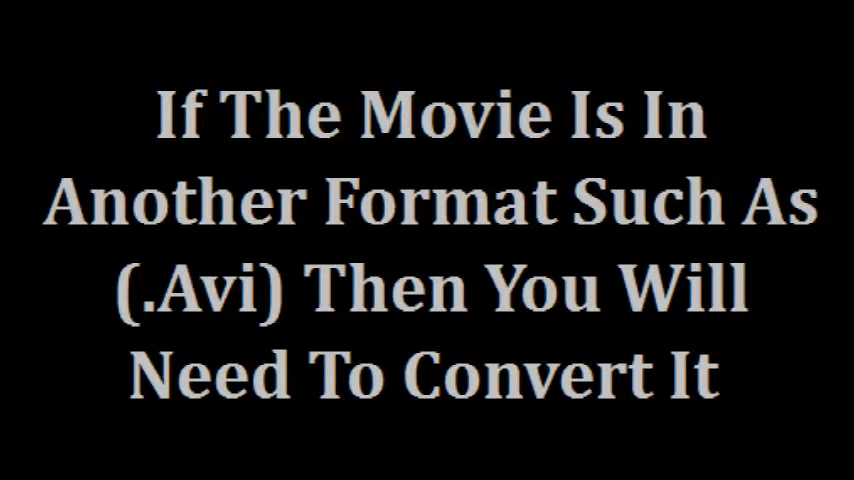 If The Movie Is In
Another Format Such As
(.Avi) Then You Will
Need To Convert It